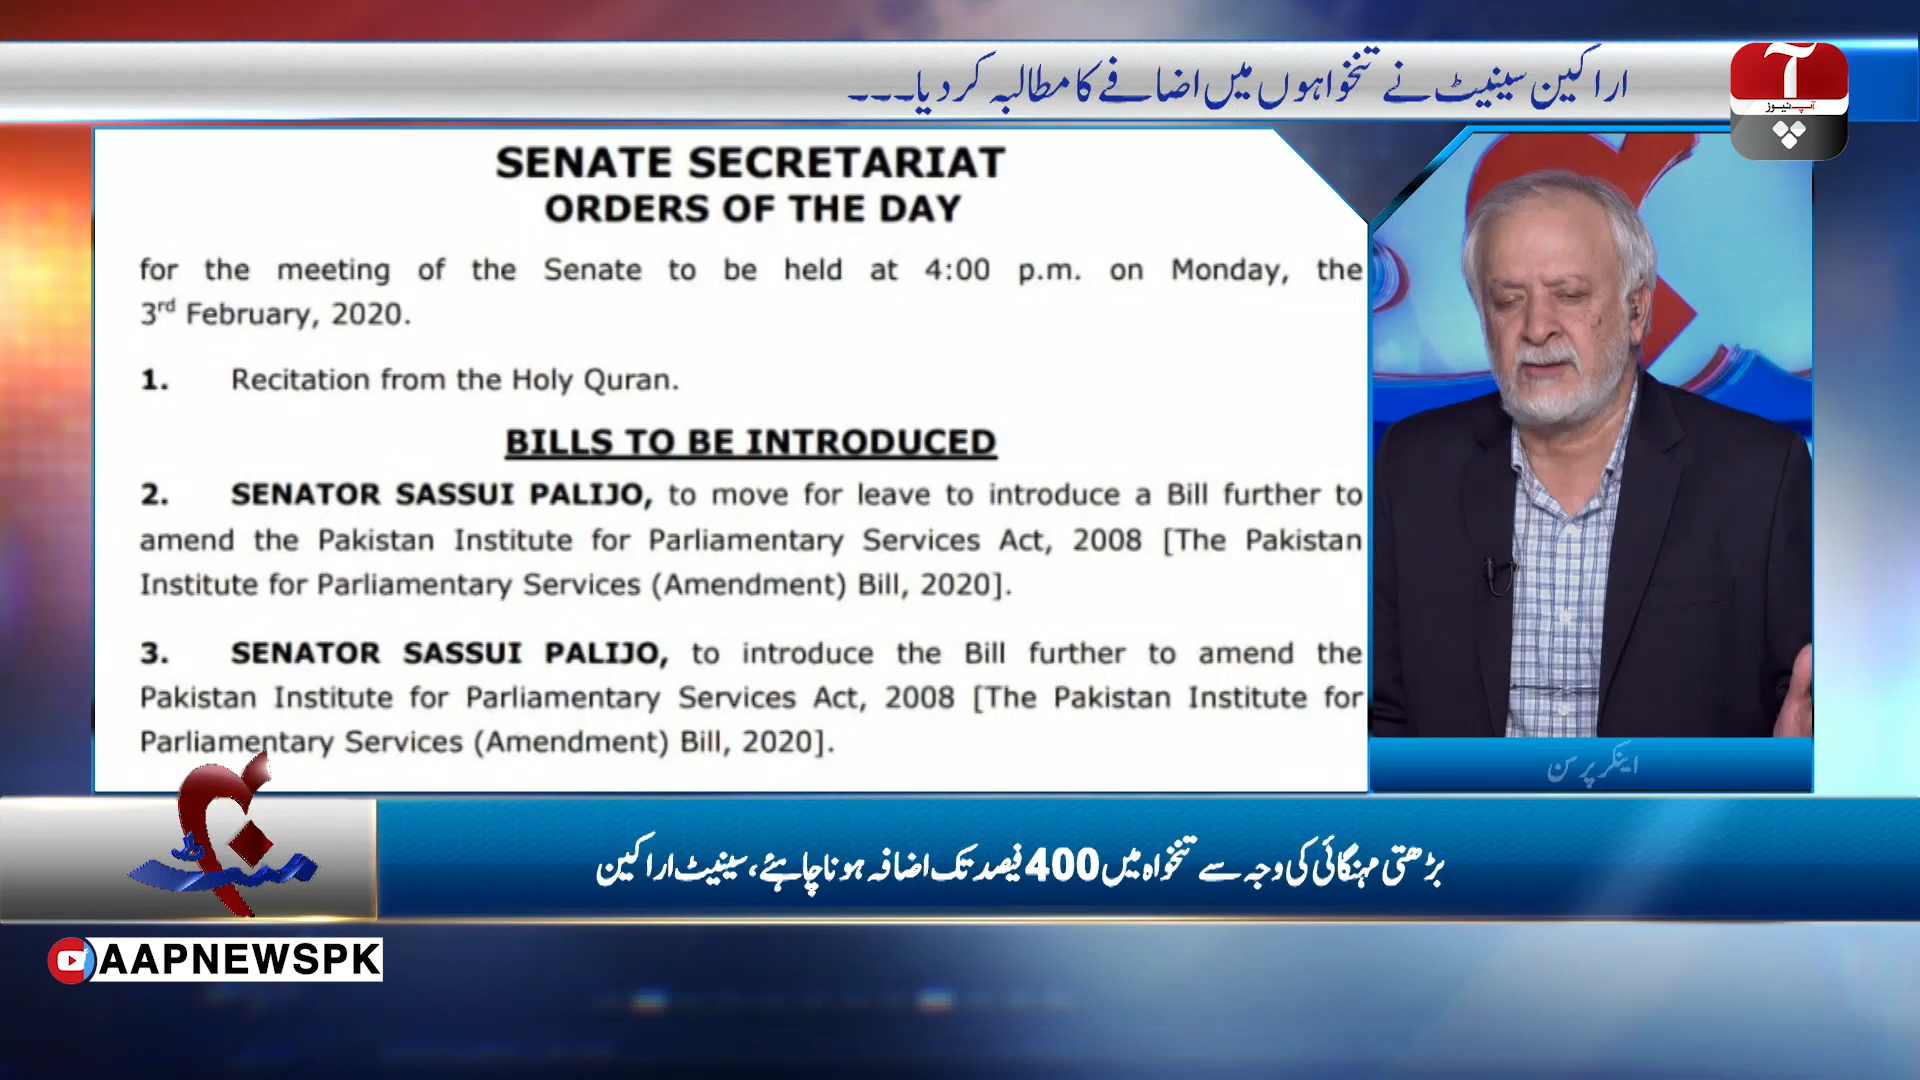 اراکین سینیٹ نے تنخواہوں میں اضافے کا مطالبہ کردیا۔۔۔
آپ نیوز
SENATE SECRETARIAT
ORDERS OF THE DAY
for the meeting of the Senate to be held at 4:00 p.m. on Monday, the
3rd February, 2020.
1. Recitation from the Holy Quran.
BILLS TO BE INTRODUCED
2. SENATOR SASSUI PALIJO, to move for leave to introduce a Bill further to
amend the Pakistan Institute for Parliamentary Services Act, 2008 [The Pakistan
Institute for Parliamentary Services (Amendment) Bill, 2020].
3. SENATOR SASSUI PALIJO, to introduce the Bill further to amend the
Pakistan Institute for Parliamentary Services Act, 2008 [The Pakistan Institute for
Parliamentary Services (Amendment) Bill, 2020].
اینکر پرسن
بڑھتی مہنگائی کی وجہ سے تنخواہ میں 400 فیصد تک اضافہ ہونا چاہئے، سینیٹ اراکین
منٹ
AAPNEWSPK